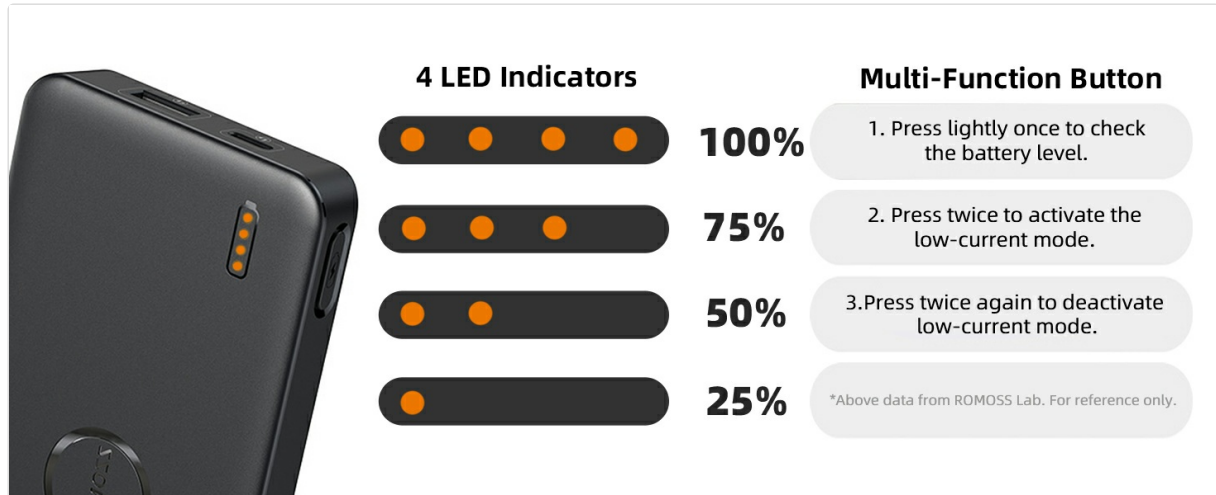 4 LED Indicators
100%
75%
50%
25%
Multi-Function Button
1. Press lightly once to check
the battery level.
2. Press twice to activate the
low-current mode.
3.Press twice again to deactivate
low-current mode.
*Above data from ROMOSS Lab. For reference only.